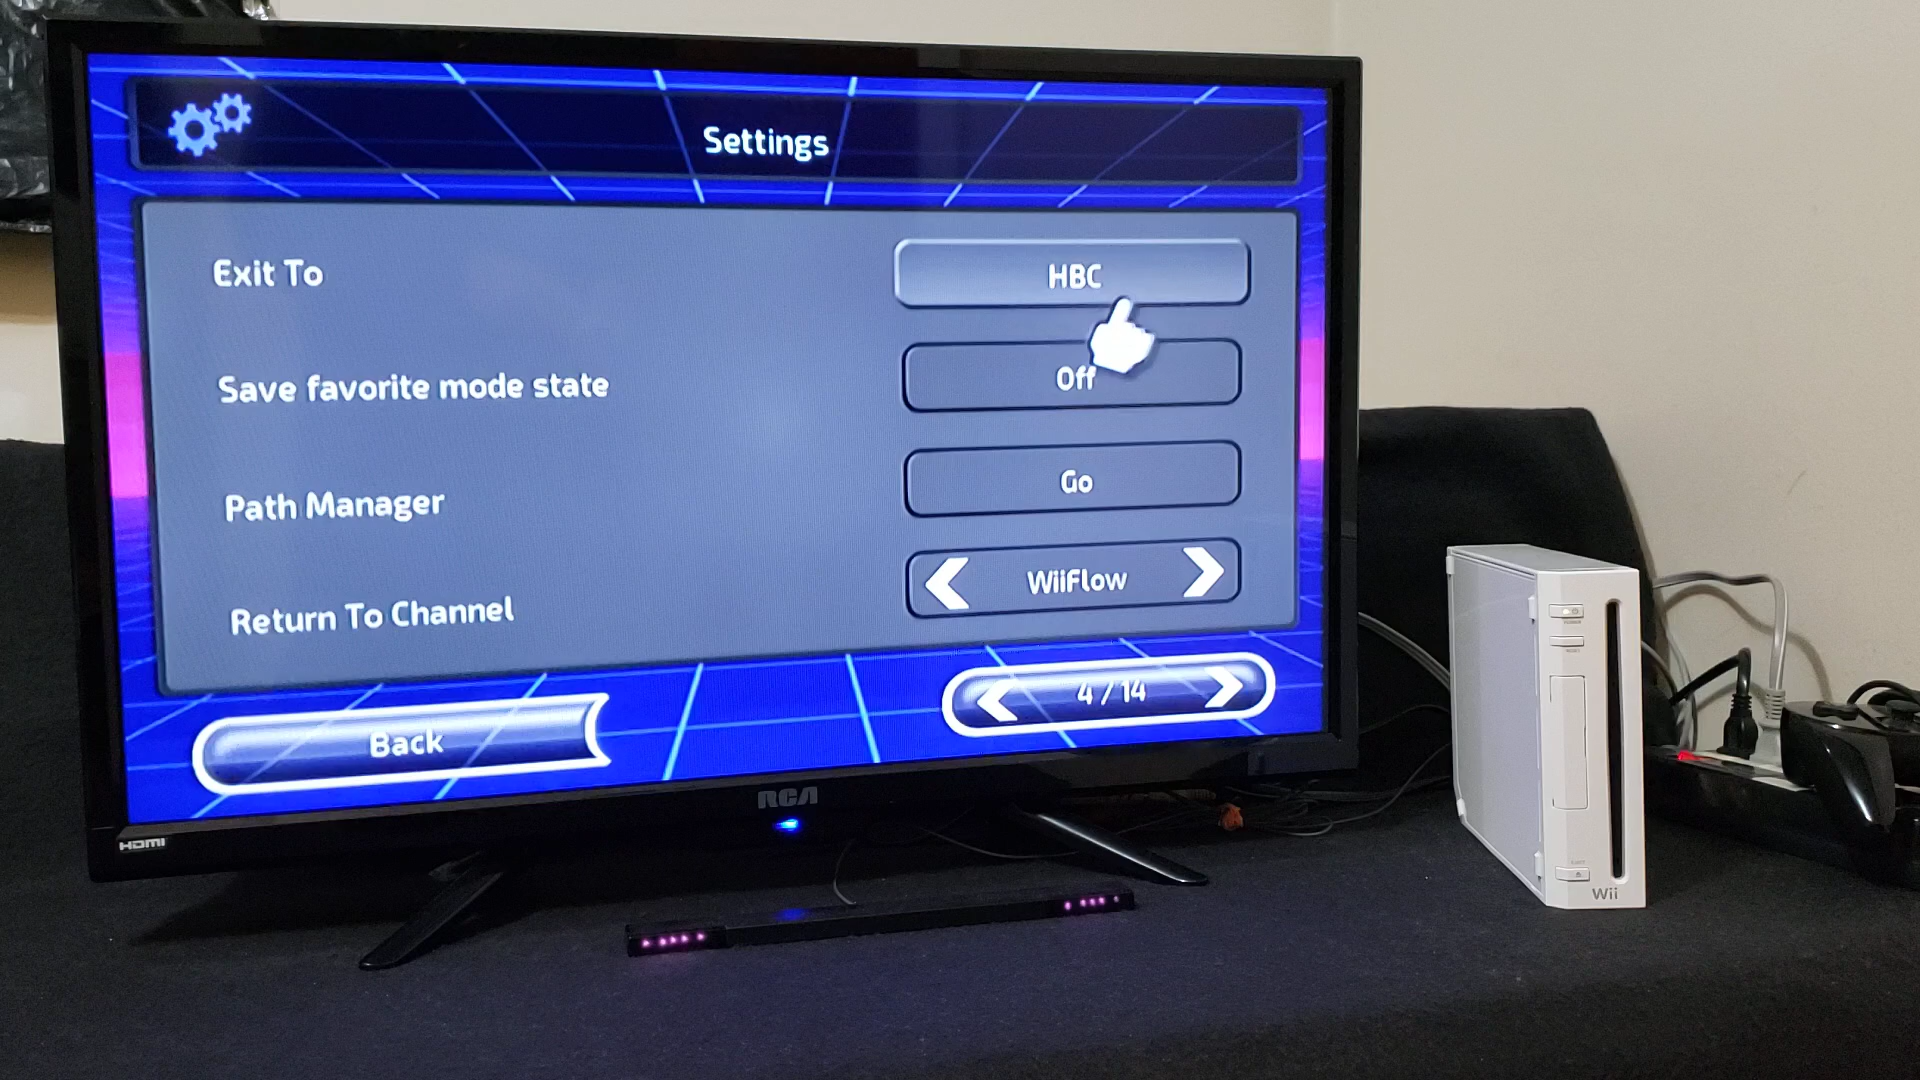 Settings
Exit To
HBC
Save favorite mode state
Off
Path Manager
Go
Return To Channel
WiiFlow
Back
4 / 14
RCA
HDMI
Wii